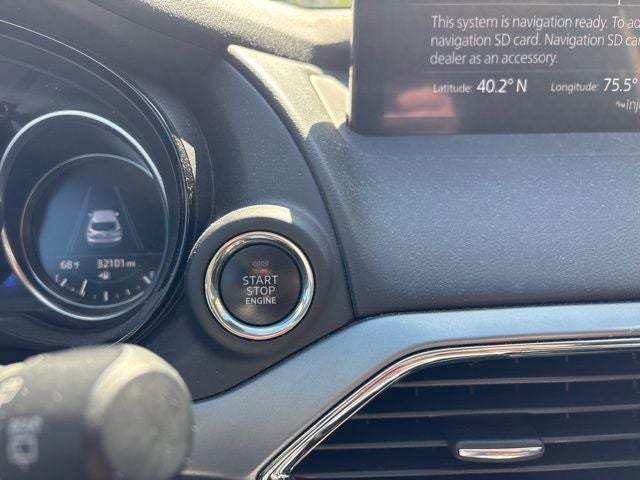 This system is navigation ready. To ad
navigation SD card. Navigation SD ca
dealer as an accessory.
Latitude: 40.2° N Longitude: 75.5°
68°F 32101 mi
START
STOP
ENGINE